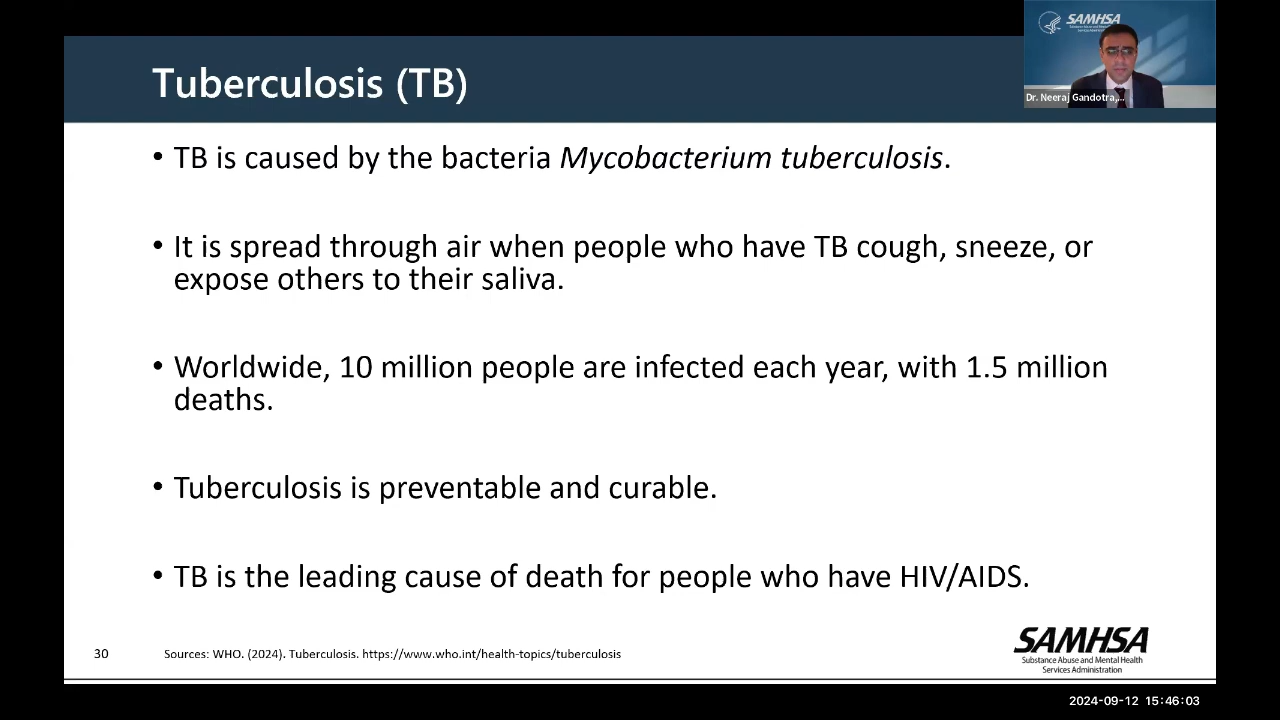 SAMHSA
Dr. Neeraj Gandotra,...
Tuberculosis (TB)
• TB is caused by the bacteria Mycobacterium tuberculosis.
• It is spread through air when people who have TB cough, sneeze, or
expose others to their saliva.
• Worldwide, 10 million people are infected each year, with 1.5 million
deaths.
• Tuberculosis is preventable and curable.
• TB is the leading cause of death for people who have HIV/AIDS.
30
Sources: WHO. (2024). Tuberculosis. https://www.who.int/health-topics/tuberculosis
SAMHSA
Substance Abuse and Mental Health
Services Administration
2024-09-12 15:46:03